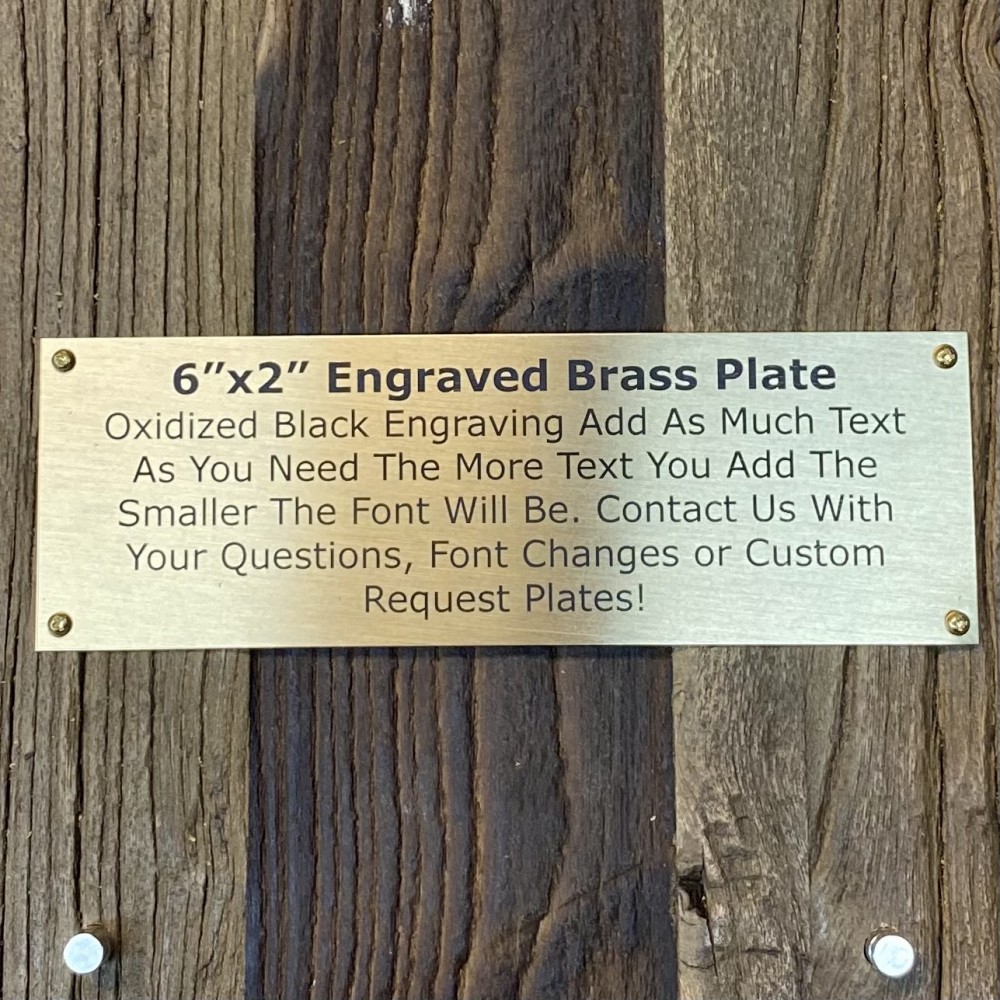 6”x2” Engraved Brass Plate
Oxidized Black Engraving Add As Much Text
As You Need The More Text You Add The
Smaller The Font Will Be. Contact Us With
Your Questions, Font Changes or Custom
Request Plates!